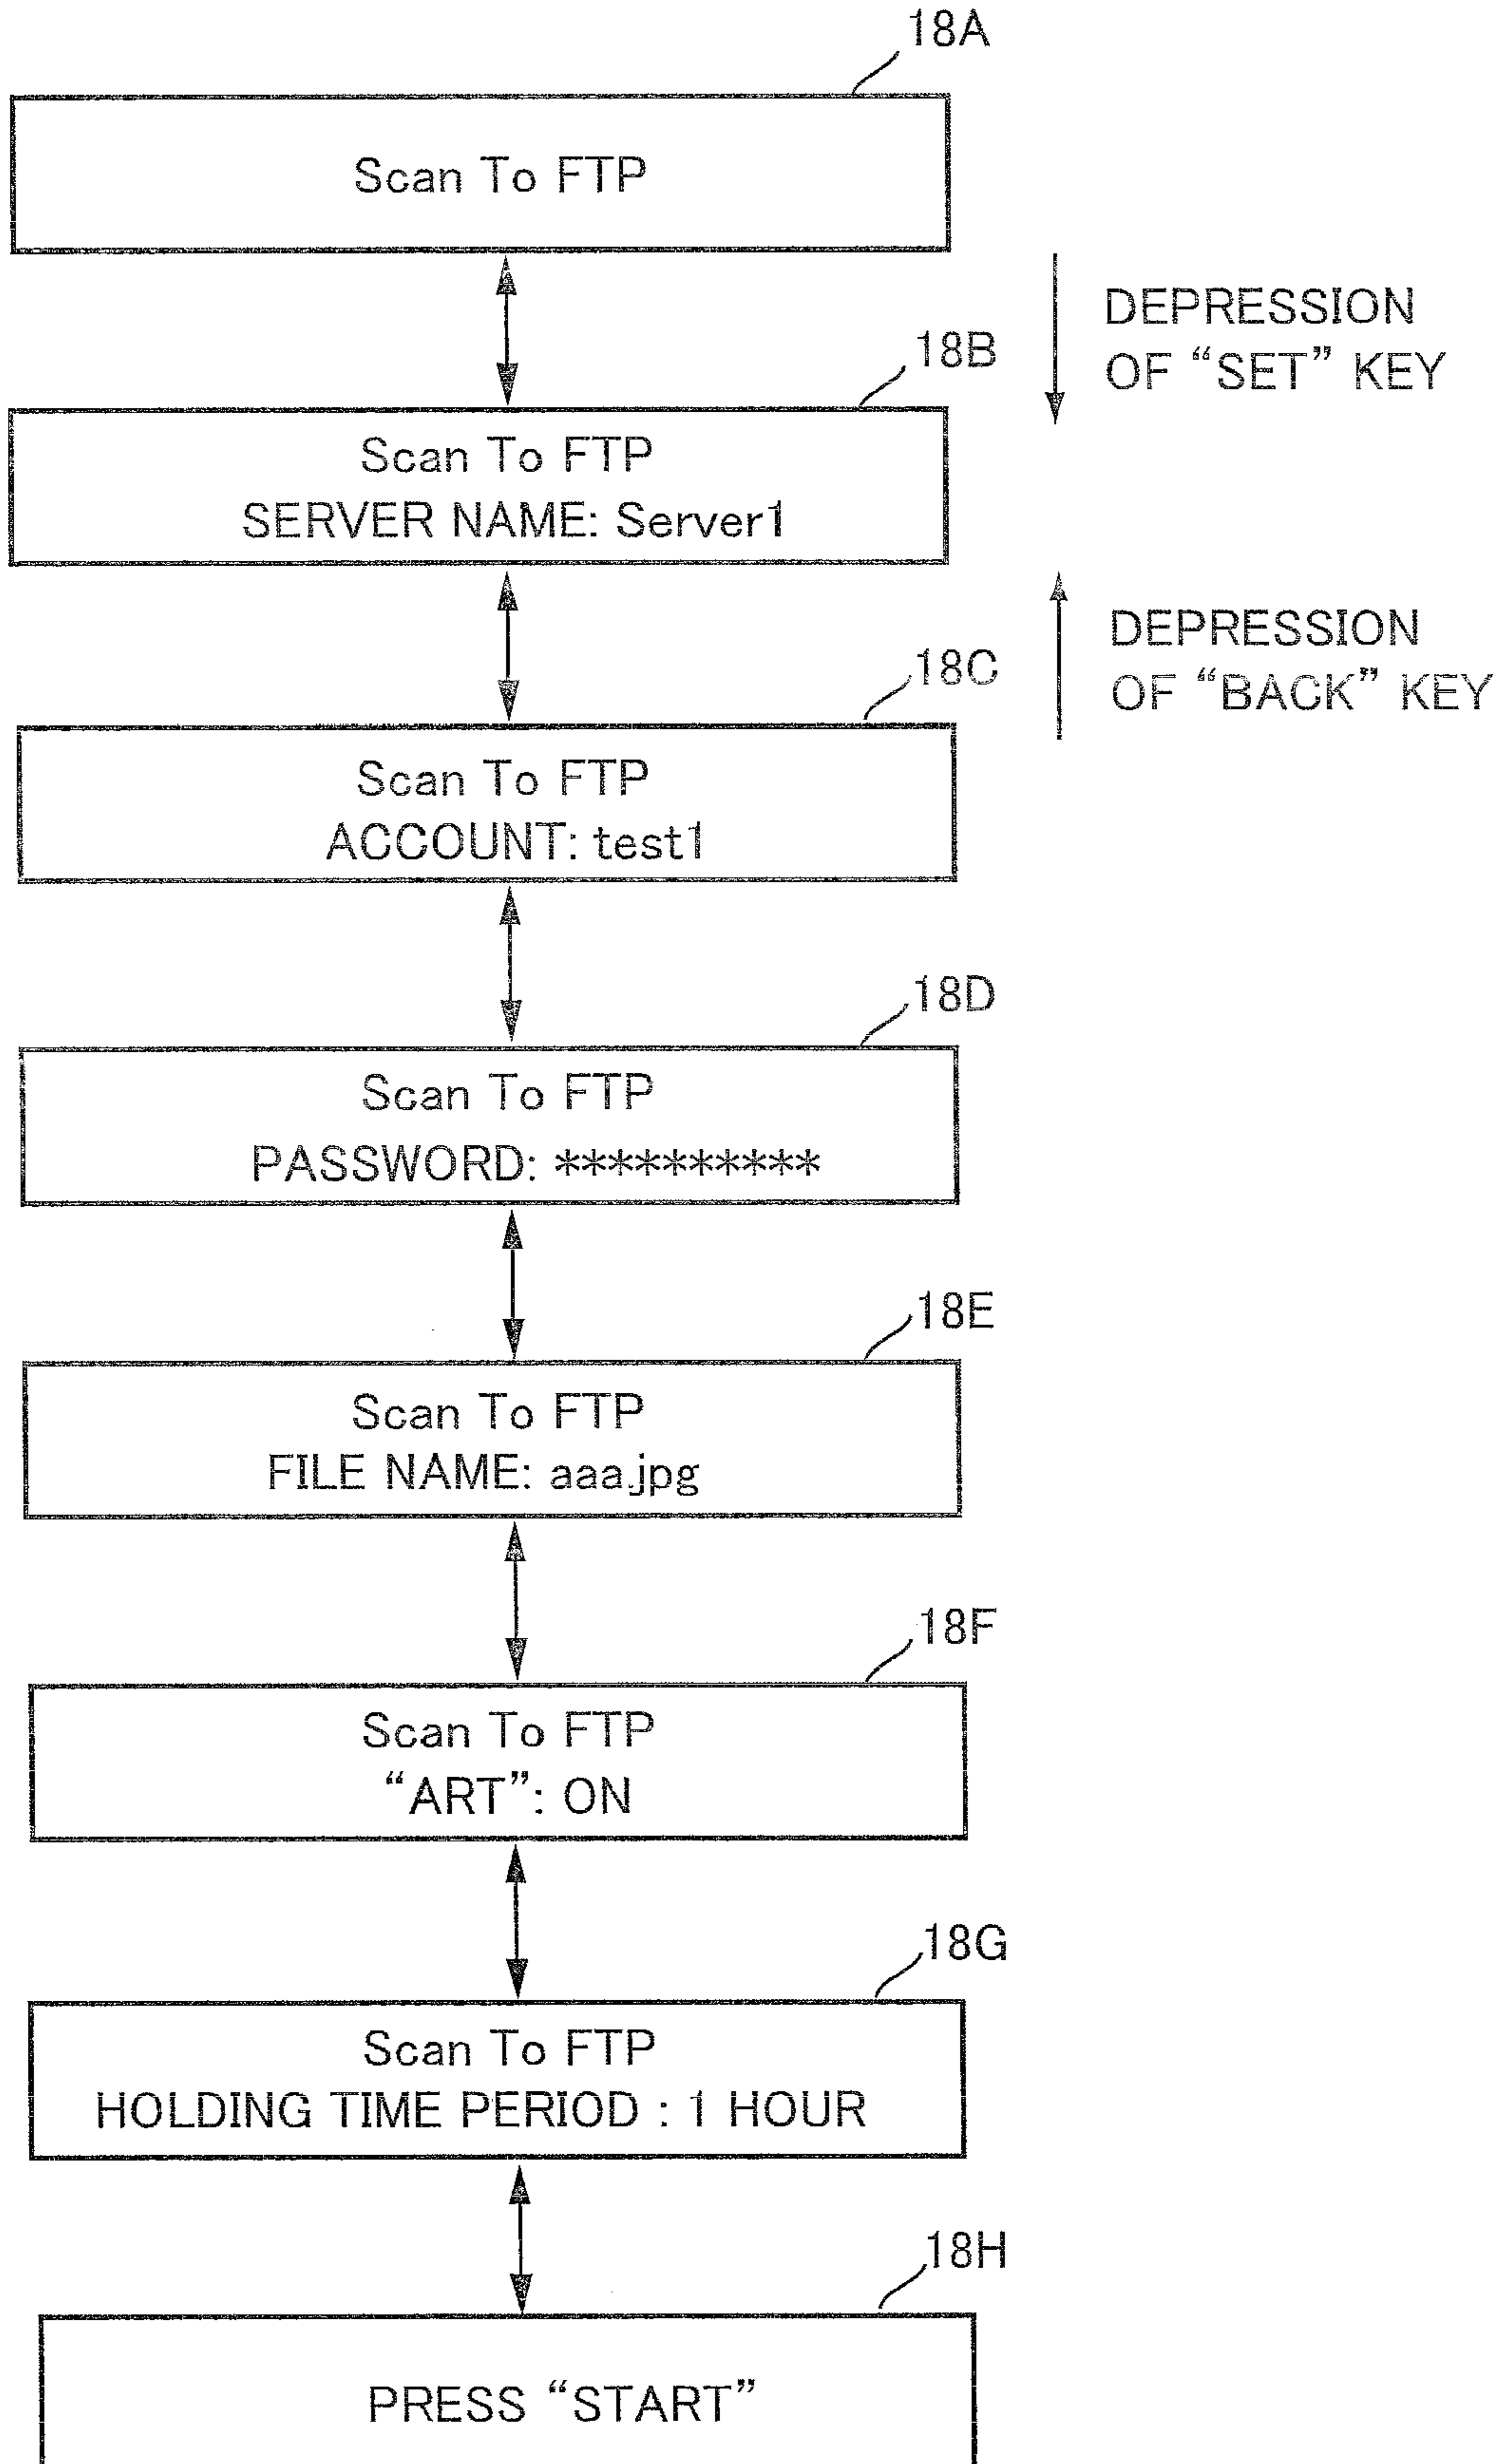 18A
Scan To FTP
DEPRESSION
OF “SET” KEY
18B
Scan To FTP
SERVER NAME: Server1
DEPRESSION
OF “BACK” KEY
18C
Scan To FTP
ACCOUNT: test1
18D
Scan To FTP
PASSWORD: **********
18E
Scan To FTP
FILE NAME: aaa.jpg
18F
Scan To FTP
“ART”: ON
18G
Scan To FTP
HOLDING TIME PERIOD : 1 HOUR
18H
PRESS “START”